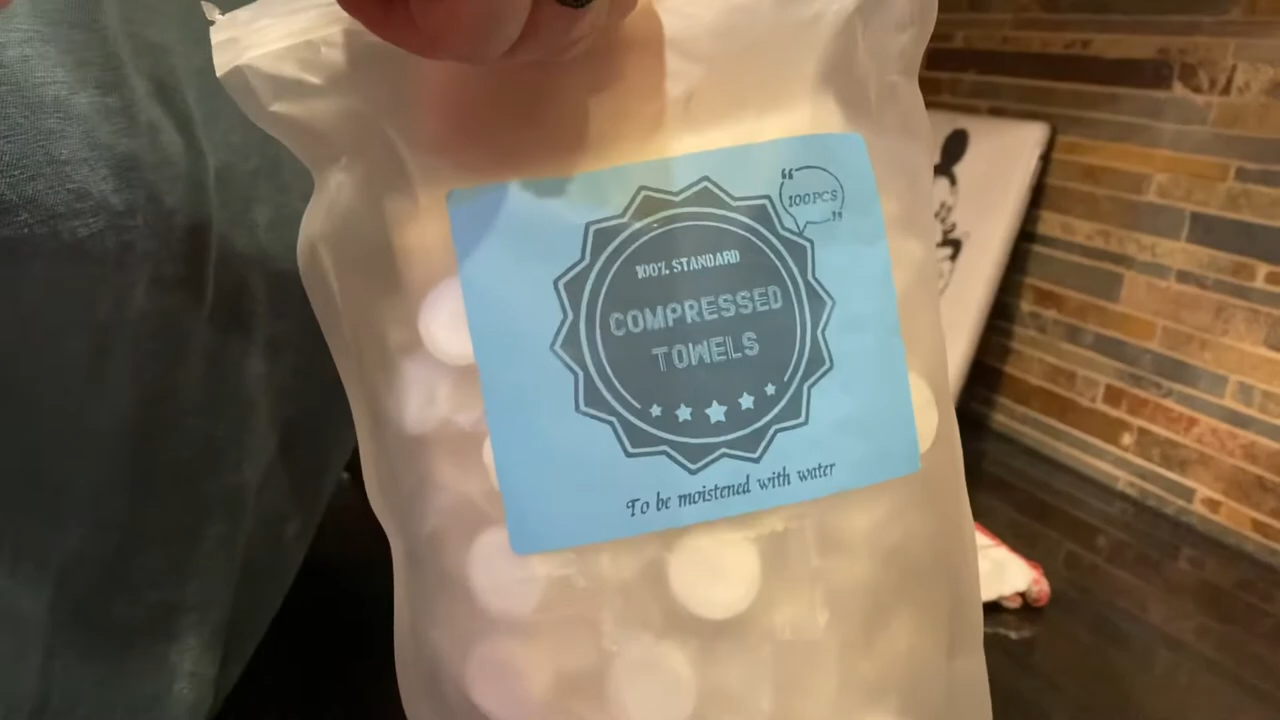 “100PCS”
100% STANDARD
COMPRESSED
TOWELS
To be moistened with water